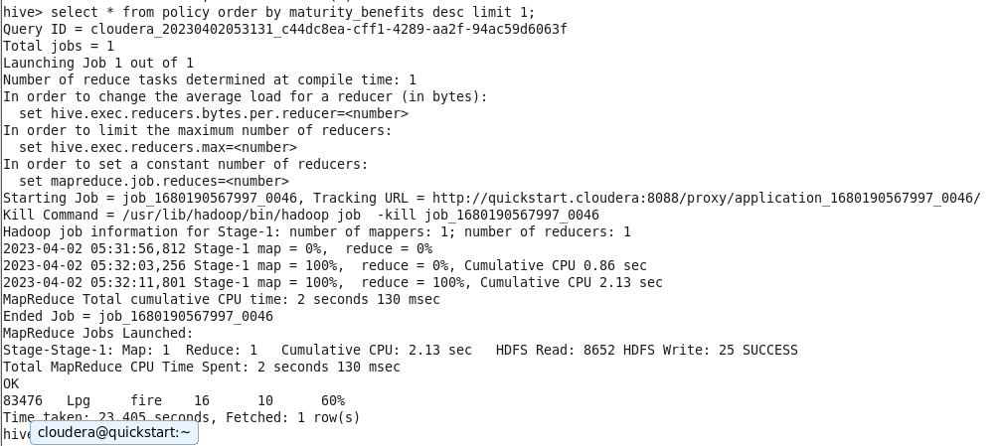 hive> select * from policy order by maturity_benefits desc limit 1;
Query ID = cloudera_20230402053131_c44dc8ea-cff1-4289-aa2f-94ac59d6063f
Total jobs = 1
Launching Job 1 out of 1
Number of reduce tasks determined at compile time: 1
In order to change the average load for a reducer (in bytes):
  set hive.exec.reducers.bytes.per.reducer=<number>
In order to limit the maximum number of reducers:
  set hive.exec.reducers.max=<number>
In order to set a constant number of reducers:
  set mapreduce.job.reduces=<number>
Starting Job = job_1680190567997_0046, Tracking URL = http://quickstart.cloudera:8088/proxy/application_1680190567997_0046/
Kill Command = /usr/lib/hadoop/bin/hadoop job  -kill job_1680190567997_0046
Hadoop job information for Stage-1: number of mappers: 1; number of reducers: 1
2023-04-02 05:31:56,812 Stage-1 map = 0%,  reduce = 0%
2023-04-02 05:32:03,256 Stage-1 map = 100%,  reduce = 0%, Cumulative CPU 0.86 sec
2023-04-02 05:32:11,801 Stage-1 map = 100%,  reduce = 100%, Cumulative CPU 2.13 sec
MapReduce Total cumulative CPU time: 2 seconds 130 msec
Ended Job = job_1680190567997_0046
MapReduce Jobs Launched:
Stage-Stage-1: Map: 1  Reduce: 1   Cumulative CPU: 2.13 sec   HDFS Read: 8652 HDFS Write: 25 SUCCESS
Total MapReduce CPU Time Spent: 2 seconds 130 msec
OK
83476   Lpg     fire    16      10      60%
Time taken: 23.405 seconds, Fetched: 1 row(s)
hive
cloudera@quickstart:~